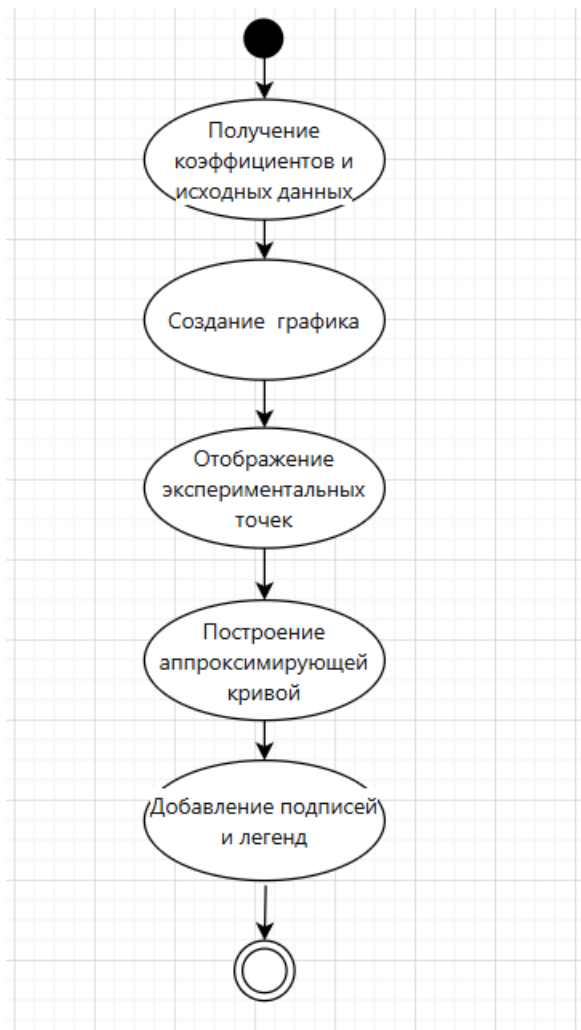 Получение
коэффициентов и
исходных данных
Создание графика
Отображение
экспериментальных
точек
Построение
аппроксимирующей
кривой
Добавление подписей
и легенд